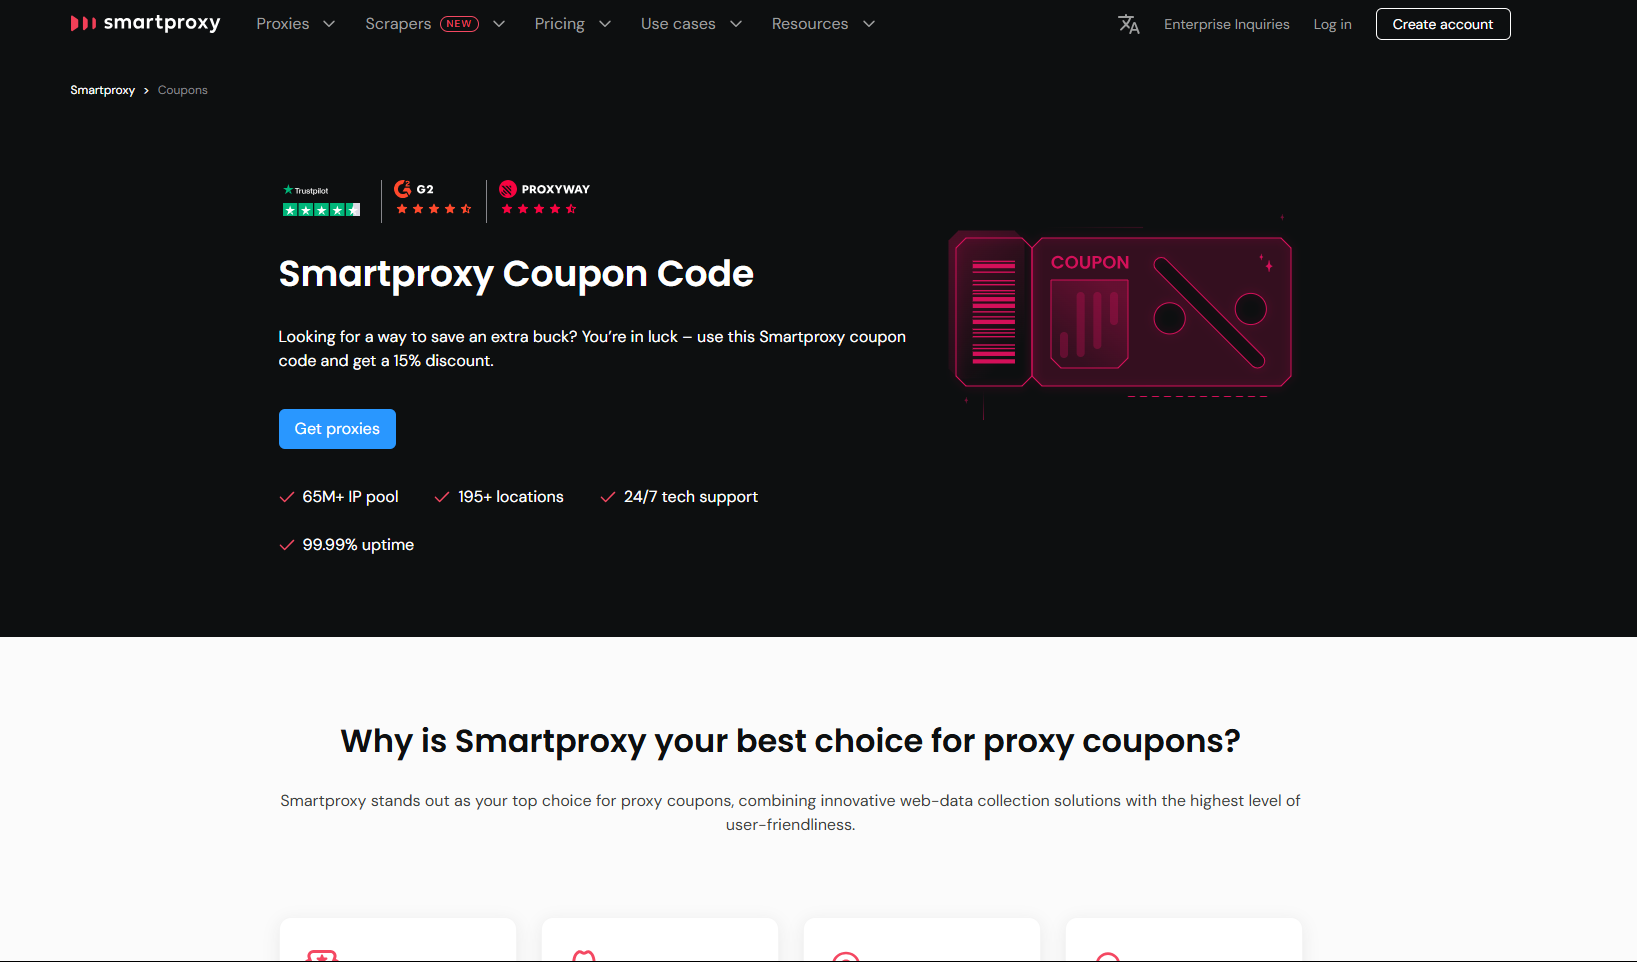 smartproxy
Proxies
Scrapers NEW
Pricing
Use cases
Resources
Enterprise Inquiries
Log in
Create account
Smartproxy > Coupons
Trustpilot
G2
PROXYWAY
Smartproxy Coupon Code
Looking for a way to save an extra buck? You’re in luck – use this Smartproxy coupon
code and get a 15% discount.
Get proxies
65M+ IP pool
195+ locations
24/7 tech support
99.99% uptime
COUPON
Why is Smartproxy your best choice for proxy coupons?
Smartproxy stands out as your top choice for proxy coupons, combining innovative web-data collection solutions with the highest level of
user-friendliness.